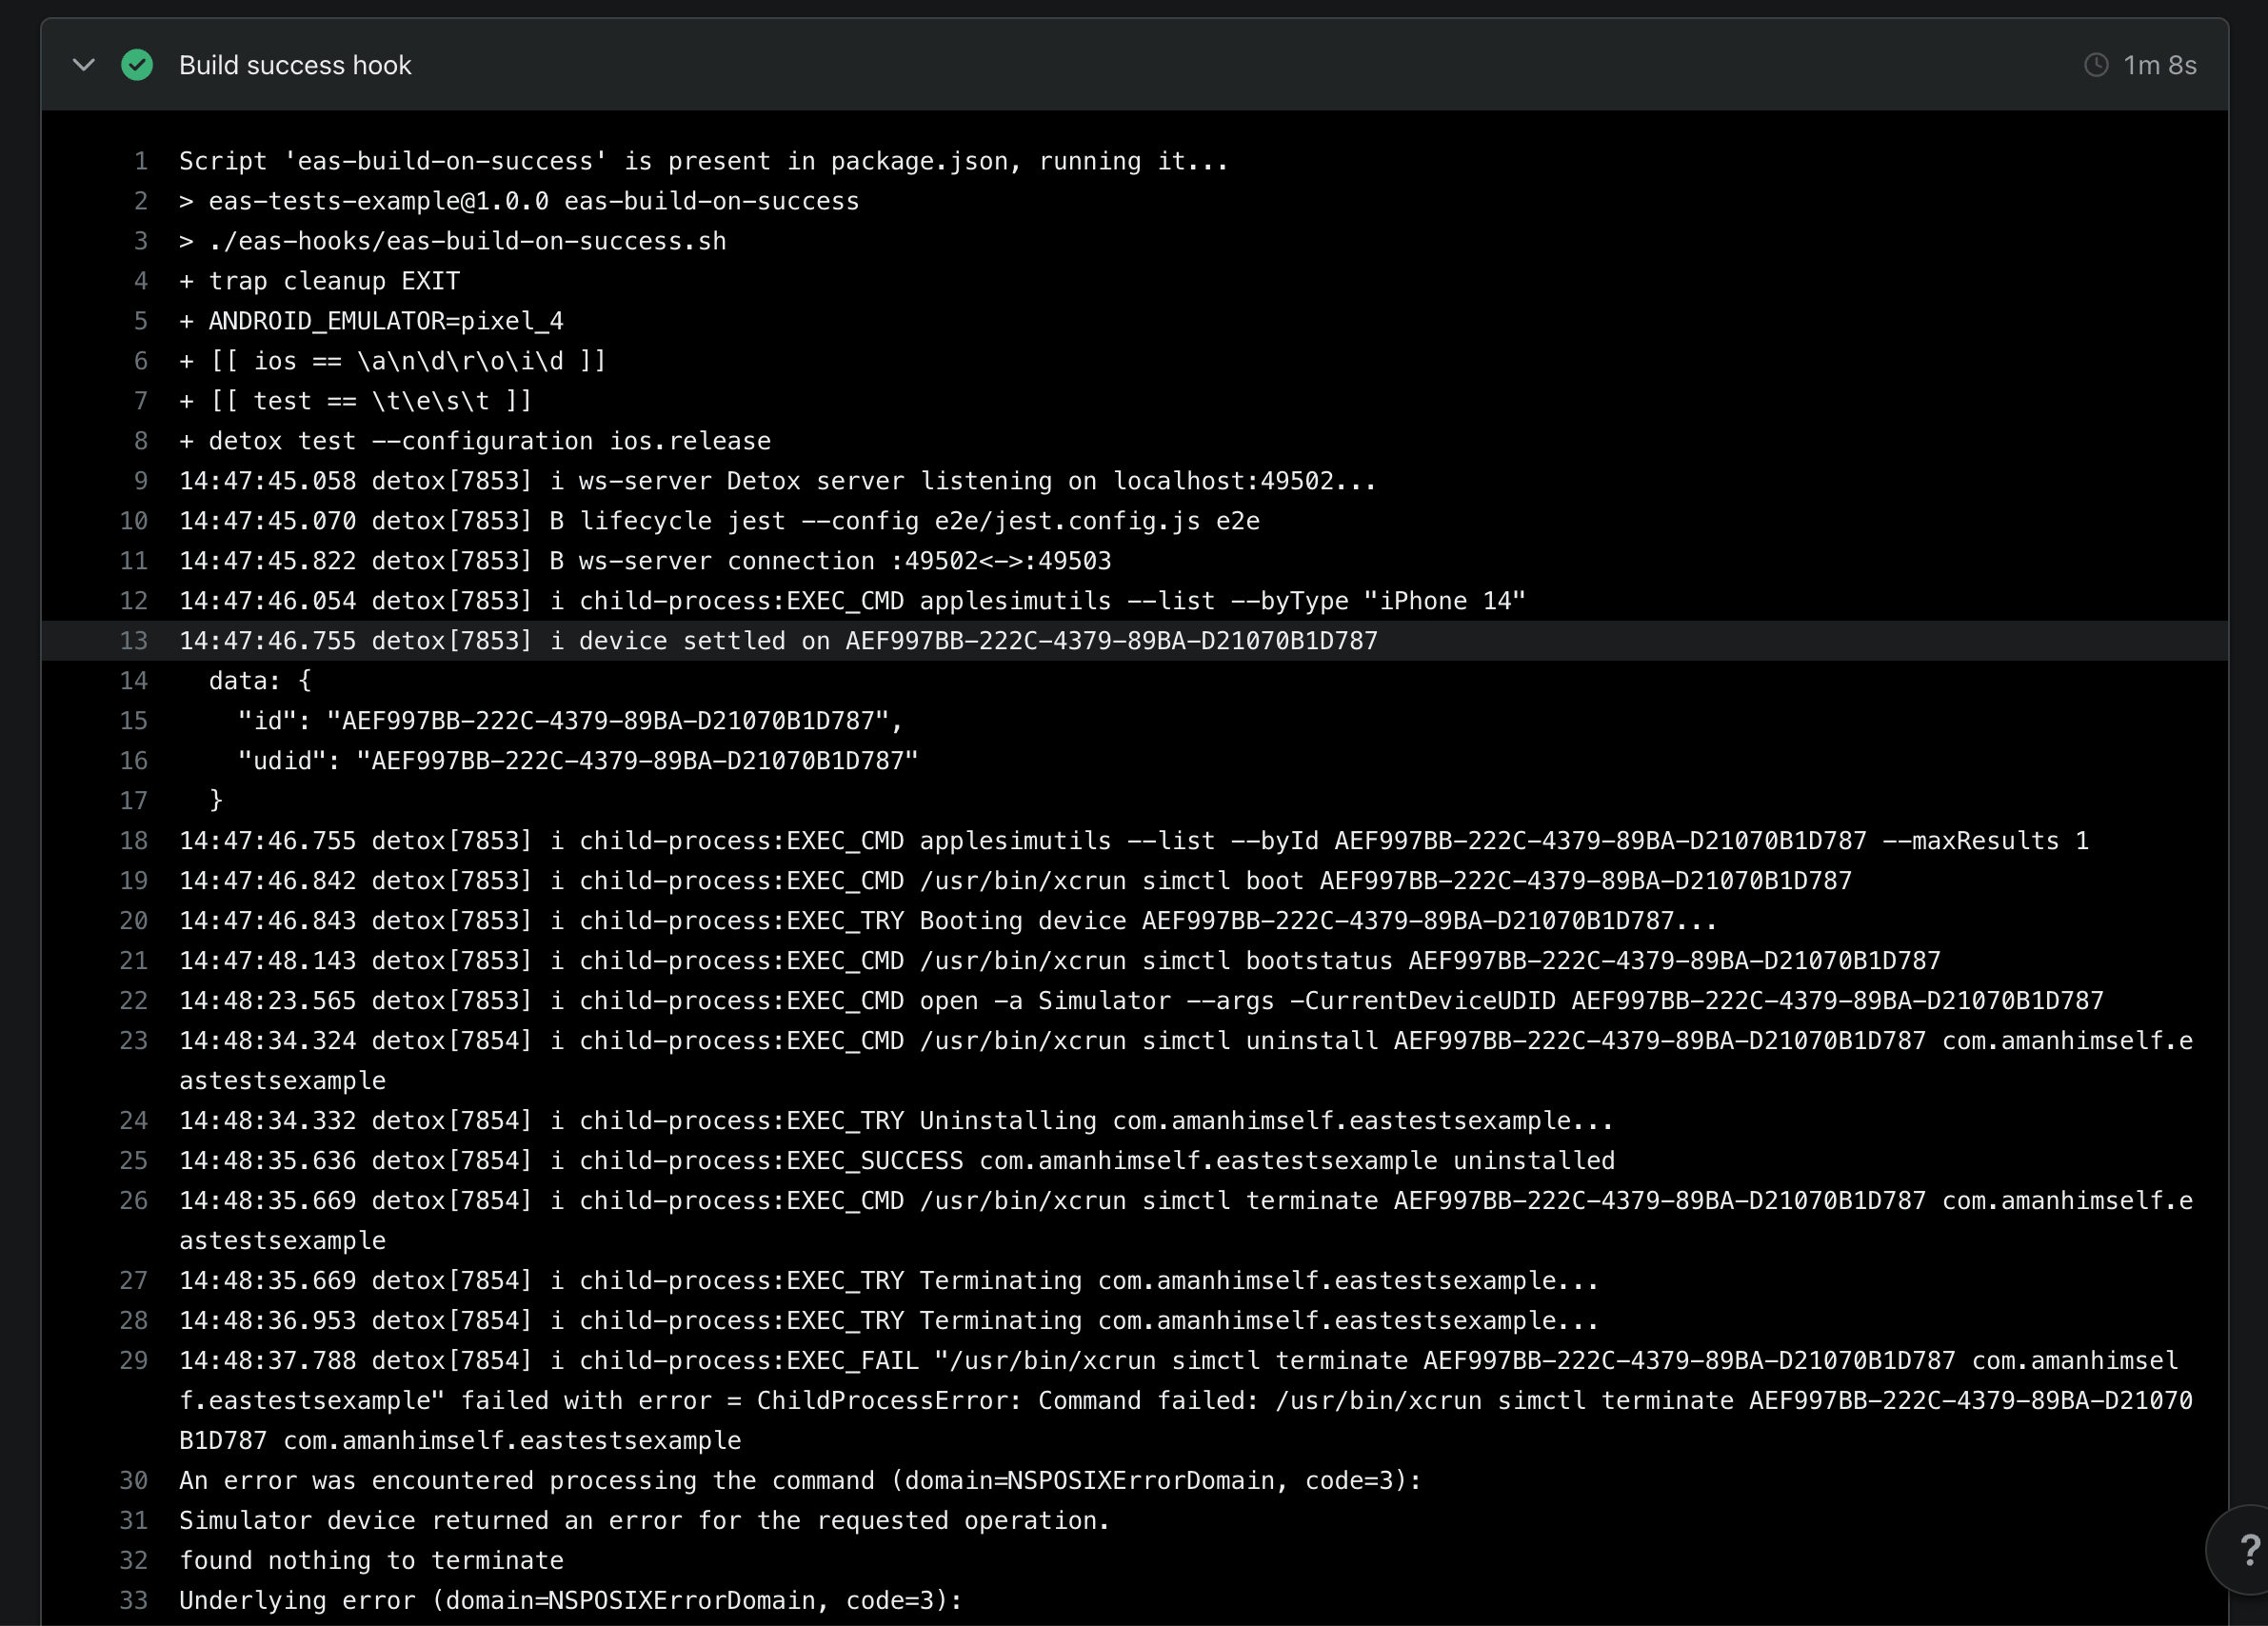 Build success hook
1m 8s
1 Script 'eas-build-on-success' is present in package.json, running it...
2 > eas-tests-example@1.0.0 eas-build-on-success
3 > ./eas-hooks/eas-build-on-success.sh
4 + trap cleanup EXIT
5 + ANDROID_EMULATOR=pixel_4
6 + [[ ios == \a\n\d\r\o\i\d ]]
7 + [[ test == \t\e\s\t ]]
8 + detox test --configuration ios.release
9 14:47:45.058 detox[7853] i ws-server Detox server listening on localhost:49502...
10 14:47:45.070 detox[7853] B lifecycle jest --config e2e/jest.config.js e2e
11 14:47:45.822 detox[7853] B ws-server connection :49502<->:49503
12 14:47:46.054 detox[7853] i child-process:EXEC_CMD applesimutils --list --byType "iPhone 14"
13 14:47:46.755 detox[7853] i device settled on AEF997BB-222C-4379-89BA-D21070B1D787
14 data: {
15 "id": "AEF997BB-222C-4379-89BA-D21070B1D787",
16 "udid": "AEF997BB-222C-4379-89BA-D21070B1D787"
17 }
18 14:47:46.755 detox[7853] i child-process:EXEC_CMD applesimutils --list --byId AEF997BB-222C-4379-89BA-D21070B1D787 --maxResults 1
19 14:47:46.842 detox[7853] i child-process:EXEC_CMD /usr/bin/xcrun simctl boot AEF997BB-222C-4379-89BA-D21070B1D787
20 14:47:46.843 detox[7853] i child-process:EXEC_TRY Booting device AEF997BB-222C-4379-89BA-D21070B1D787...
21 14:47:48.143 detox[7853] i child-process:EXEC_CMD /usr/bin/xcrun simctl bootstatus AEF997BB-222C-4379-89BA-D21070B1D787
22 14:48:23.565 detox[7853] i child-process:EXEC_CMD open -a Simulator --args -CurrentDeviceUDID AEF997BB-222C-4379-89BA-D21070B1D787
23 14:48:34.324 detox[7854] i child-process:EXEC_CMD /usr/bin/xcrun simctl uninstall AEF997BB-222C-4379-89BA-D21070B1D787 com.amanhimself.e
astestsexample
24 14:48:34.332 detox[7854] i child-process:EXEC_TRY Uninstalling com.amanhimself.eastestsexample...
25 14:48:35.636 detox[7854] i child-process:EXEC_SUCCESS com.amanhimself.eastestsexample uninstalled
26 14:48:35.669 detox[7854] i child-process:EXEC_CMD /usr/bin/xcrun simctl terminate AEF997BB-222C-4379-89BA-D21070B1D787 com.amanhimself.e
astestsexample
27 14:48:35.669 detox[7854] i child-process:EXEC_TRY Terminating com.amanhimself.eastestsexample...
28 14:48:36.953 detox[7854] i child-process:EXEC_TRY Terminating com.amanhimself.eastestsexample...
29 14:48:37.788 detox[7854] i child-process:EXEC_FAIL "/usr/bin/xcrun simctl terminate AEF997BB-222C-4379-89BA-D21070B1D787 com.amanhimsel
f.eastestsexample" failed with error = ChildProcessError: Command failed: /usr/bin/xcrun simctl terminate AEF997BB-222C-4379-89BA-D21070
B1D787 com.amanhimself.eastestsexample
30 An error was encountered processing the command (domain=NSPOSIXErrorDomain, code=3):
31 Simulator device returned an error for the requested operation.
32 found nothing to terminate
33 Underlying error (domain=NSPOSIXErrorDomain, code=3):
?